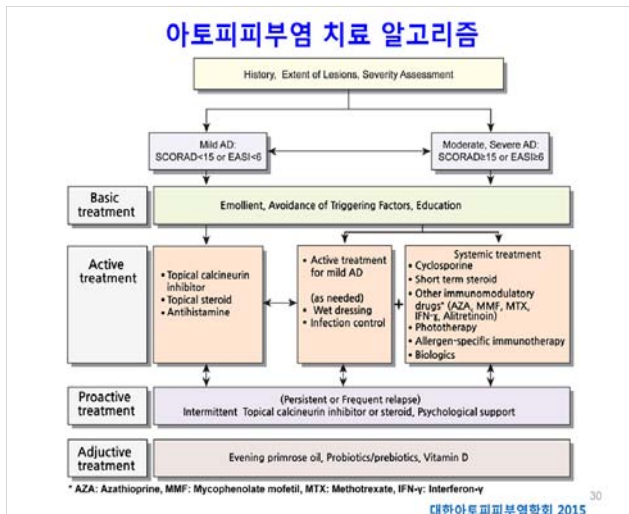 아토피피부염 치료 알고리즘
History, Extent of Lesions, Severity Assessment
Mild AD:
SCORAD<15 or EASI<6
Moderate, Severe AD:
SCORAD≥15 or EASI≥6
Basic
treatment
Emollient, Avoidance of Triggering Factors, Education
Active
treatment
• Topical calcineurin
inhibitor
• Topical steroid
• Antihistamine
• Active treatment
for mild AD
(as needed)
• Wet dressing
• Infection control
+
Systemic treatment
• Cyclosporine
• Short term steroid
• Other immunomodulatory
drugs* (AZA, MMF, MTX,
IFN-γ, Alitretinoin)
• Phototherapy
• Allergen-specific immunotherapy
• Biologics
Proactive
treatment
(Persistent or Frequent relapse)
Intermittent Topical calcineurin inhibitor or steroid, Psychological support
Adjuctive
treatment
Evening primrose oil, Probiotics/prebiotics, Vitamin D
* AZA: Azathioprine, MMF: Mycophenolate mofetil, MTX: Methotrexate, IFN-γ: Interferon-γ
30
대한아토피피부염학회 2015